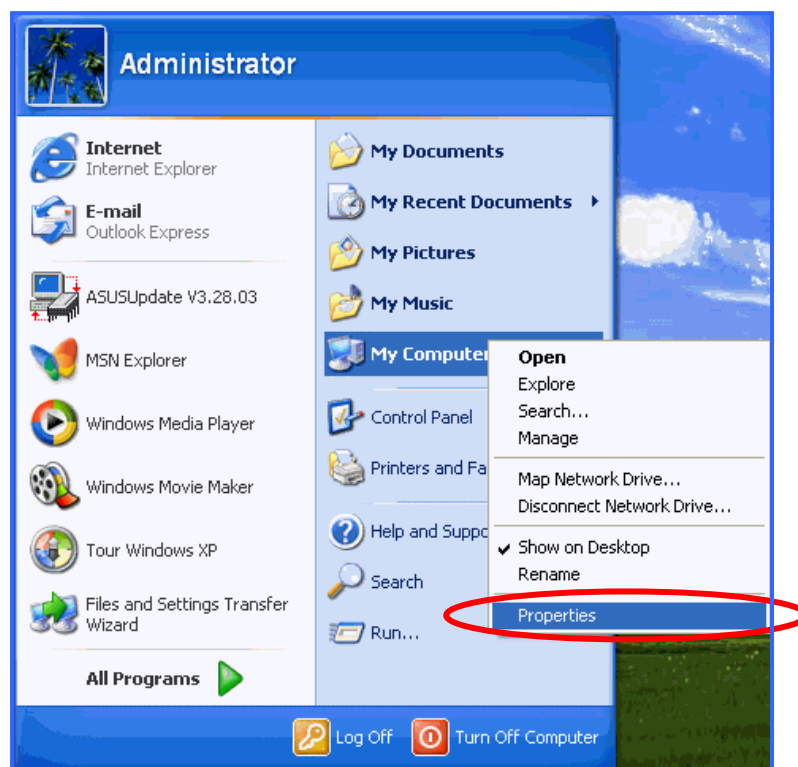 Administrator
Internet
Internet Explorer
E-mail
Outlook Express
ASUSUpdate V3.28.03
MSN Explorer
Windows Media Player
Windows Movie Maker
Tour Windows XP
Files and Settings Transfer
Wizard
All Programs
My Documents
My Recent Documents
My Pictures
My Music
My Compute
Control Panel
Printers and Fa
Help and Suppo
Search
Run...
Open
Explore
Search...
Manage
Map Network Drive...
Disconnect Network Drive...
Show on Desktop
Rename
Properties
Log Off
Turn Off Computer